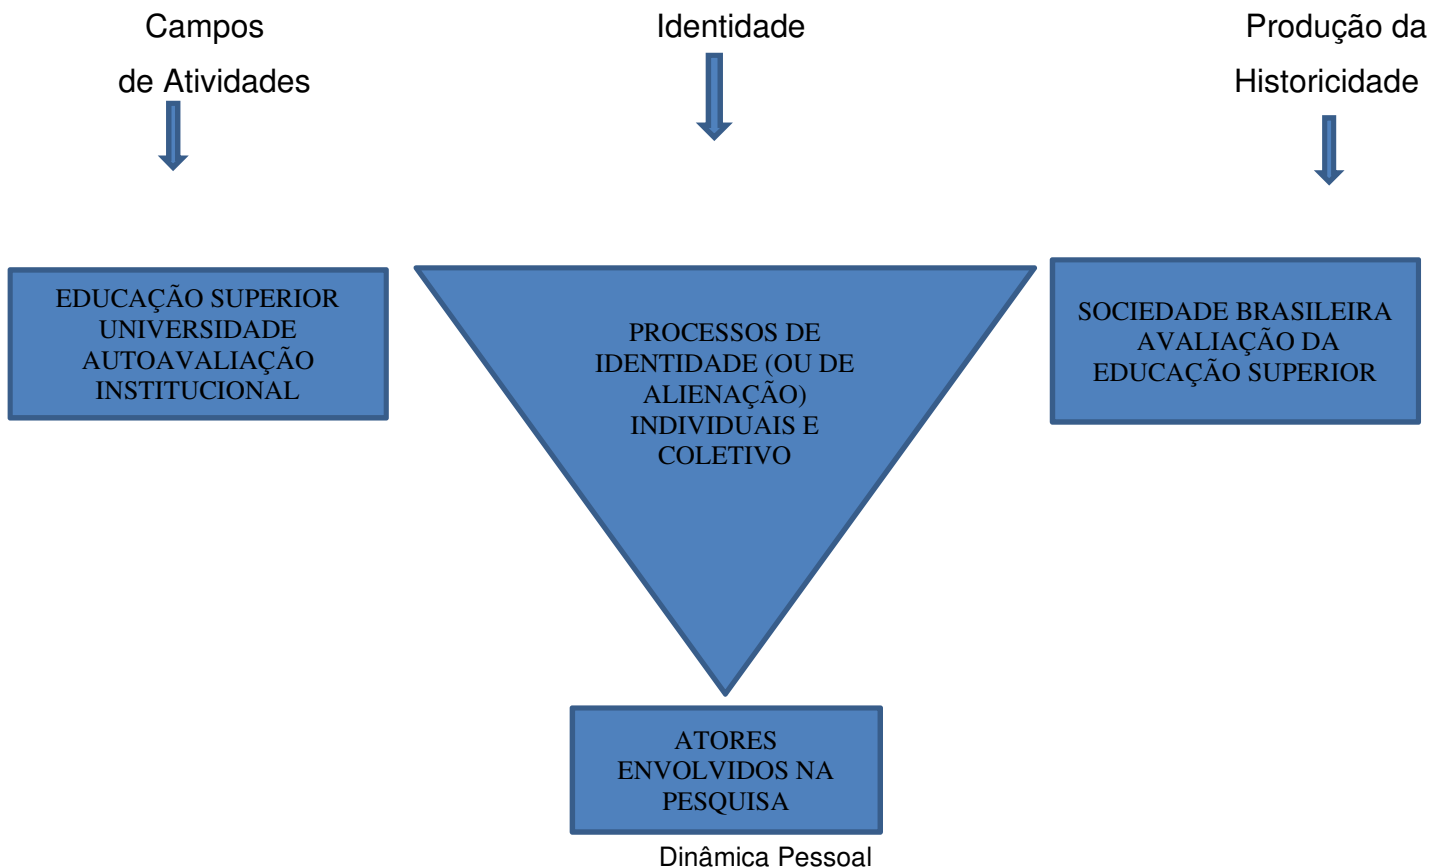 Campos
de Atividades
Identidade
Produção da
Historicidade
EDUCAÇÃO SUPERIOR
UNIVERSIDADE
AUTOAVALIAÇÃO
INSTITUCIONAL
PROCESSOS DE
IDENTIDADE (OU DE
ALIENAÇÃO)
INDIVIDUAIS E
COLETIVO
SOCIEDADE BRASILEIRA
AVALIAÇÃO DA
EDUCAÇÃO SUPERIOR
ATORES
ENVOLVIDOS NA
PESQUISA
Dinâmica Pessoal